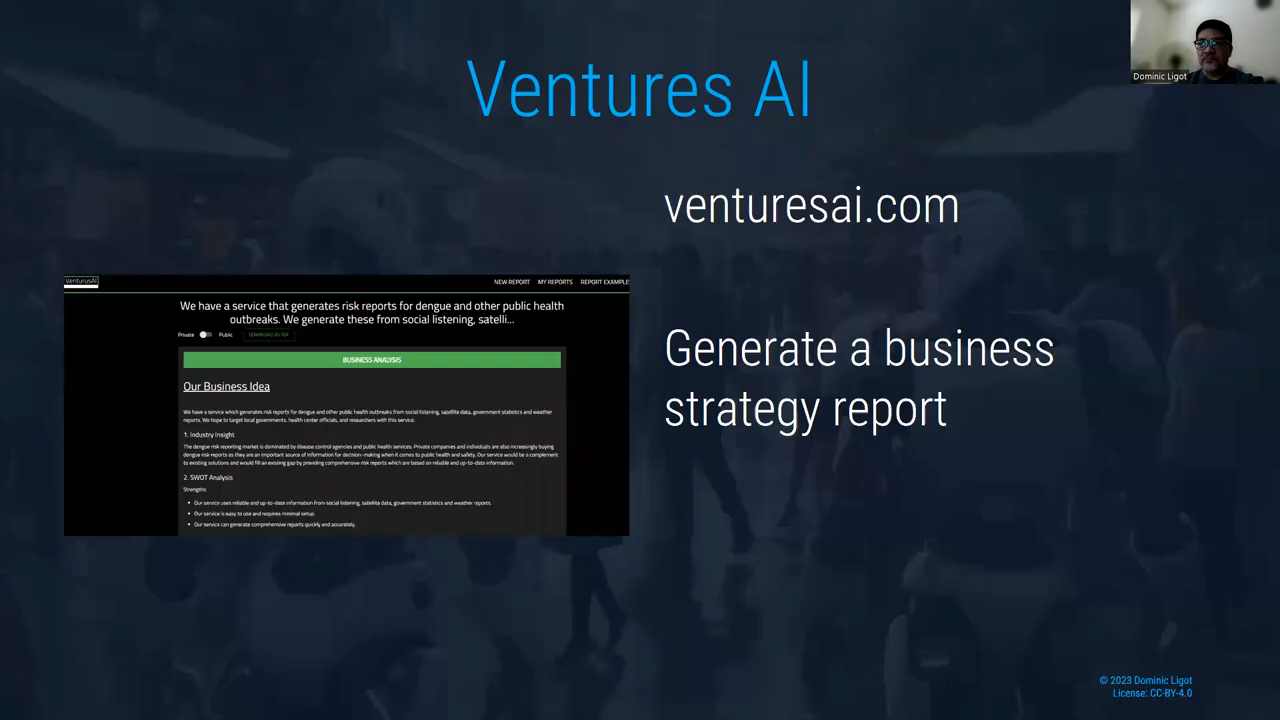 Ventures AI
Dominic Ligot
venturesai.com
Generate a business
strategy report
VenturusAI
NEW REPORT MY REPORTS REPORT EXAMPLE
We have a service that generates risk reports for dengue and other public health
outbreaks. We generate these from social listening, satelli...
Private Public DOWNLOAD AS PDF
BUSINESS ANALYSIS
Our Business Idea
We have a service which generates risk reports for dengue and other public health outbreaks from social listening, satellite data, government statistics and weather
reports. We hope to target local governments, health center officials, and researchers with this service.
1. Industry Insight
The dengue risk reporting market is dominated by disease control agencies and public health services. Private companies and individuals are also increasingly buying
dengue risk reports as they are an important source of information for decision-making when it comes to public health and safety. Our service would be a complement
to existing solutions and would fill an existing gap by providing comprehensive risk reports which are based on reliable and up-to-date information.
2. SWOT Analysis
Strengths:
Our service uses reliable and up-to-date information from social listening, satellite data, government statistics and weather reports.
Our service is easy to use and requires minimal setup.
Our service can generate comprehensive reports quickly and accurately.
© 2023 Dominic Ligot
License: CC-BY-4.0